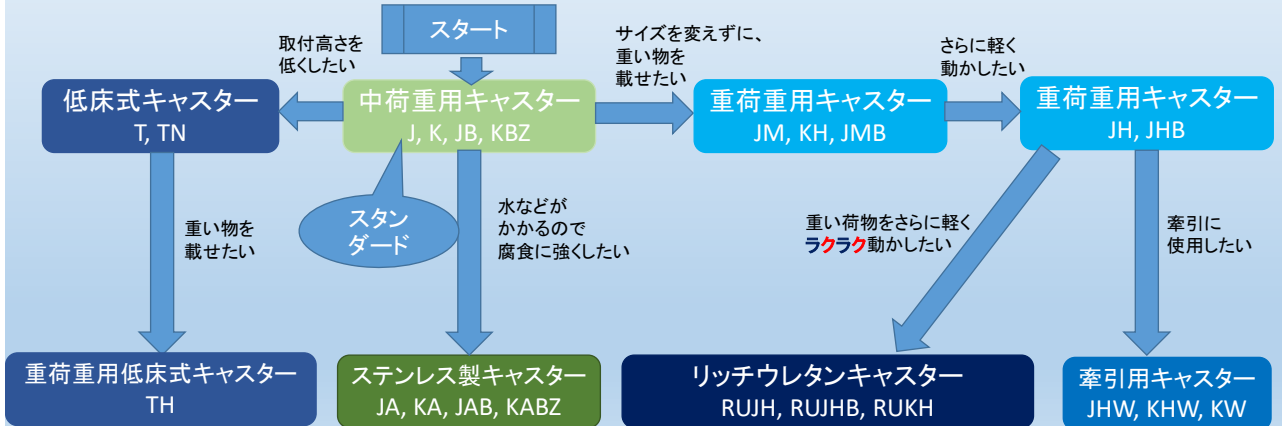 スタート
取付高さを
低くしたい
サイズを変えずに、
重い物を
載せたい
さらに軽く
動かしたい
低床式キャスター
T, TN
中荷重用キャスター
J, K, JB, KBZ
重荷重用キャスター
JM, KH, JMB
重荷重用キャスター
JH, JHB
スタン
ダード
重い物を
載せたい
水などが
かかるので
腐食に強くしたい
重い荷物をさらに軽く
ラクラク動かしたい
牽引に
使用したい
重荷重用低床式キャスター
TH
ステンレス製キャスター
JA, KA, JAB, KABZ
リッチウレタンキャスター
RUJH, RUJHB, RUKH
牽引用キャスター
JHW, KHW, KW